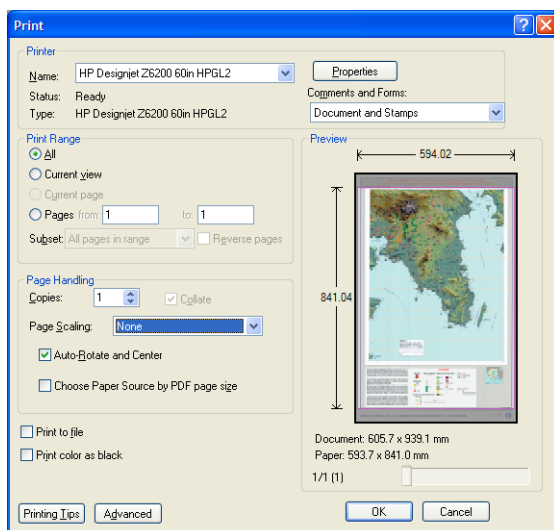 Print
Printer
Name: HP Designjet Z6200 60in HPGL2 Properties
Status: Ready Comments and Forms:
Type: HP Designjet Z6200 60in HPGL2 Document and Stamps
Print Range
All
Current view
Current page
Pages from: 1 to: 1
Subset: All pages in range Reverse pages
Page Handling
Copies: 1 Collate
Page Scaling: None
Auto-Rotate and Center
Choose Paper Source by PDF page size
Print to file
Print color as black
Preview
594.02
841.04
Document: 605.7 x 939.1 mm
Paper: 593.7 x 841.0 mm
1/1 (1)
Printing Tips Advanced OK Cancel